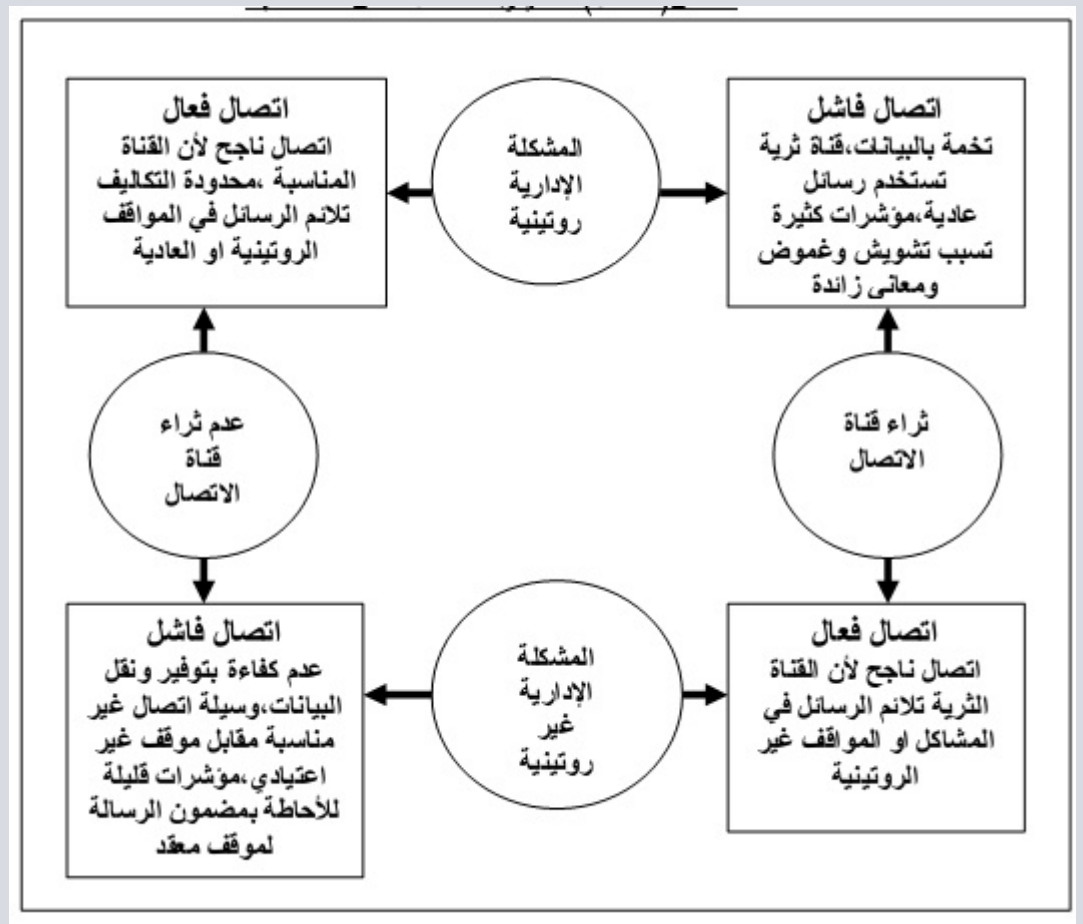 اتصال فاشل
تخمة بالبيانات،قناة ثرية
تستخدم رسائل
عادية،مؤشرات كثيرة
تسبب تشويش وغموض
ومعاني زائدة
المشكلة
الإدارية
روتينية
اتصال فعال
اتصال ناجح لأن القناة
المناسبة ،محدودة التكاليف
تلائم الرسائل في المواقف
الروتينية او العادية
ثراء قناة
الاتصال
عدم ثراء
قناة
الاتصال
اتصال فعال
اتصال ناجح لأن القناة
الثرية تلائم الرسائل في
المشاكل او المواقف غير
الروتينية
المشكلة
الإدارية
غير
روتينية
اتصال فاشل
عدم كفاءة بتوفير ونقل
البيانات،وسيلة اتصال غير
مناسبة مقابل موقف غير
اعتيادي،مؤشرات قليلة
للأحاطة بمضمون الرسالة
لموقف معقد